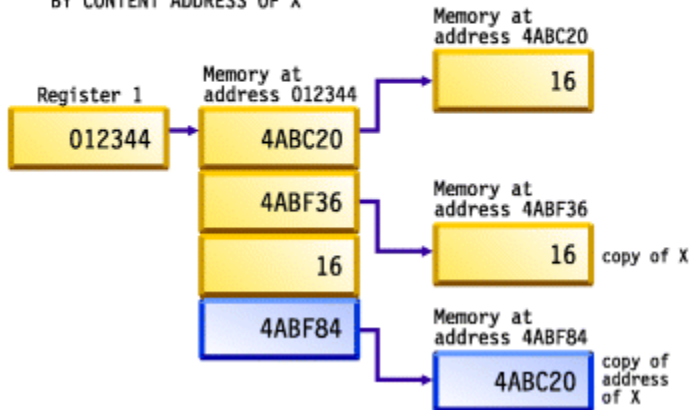 BY CONTENT ADDRESS OF X
Memory at
address 4ABC20
16
Memory at
address 012344
Register 1
012344
4ABC20
4ABF36
16
4ABF84
Memory at
address 4ABF36
16
copy of X
Memory at
address 4ABF84
4ABC20
copy of
address
of X